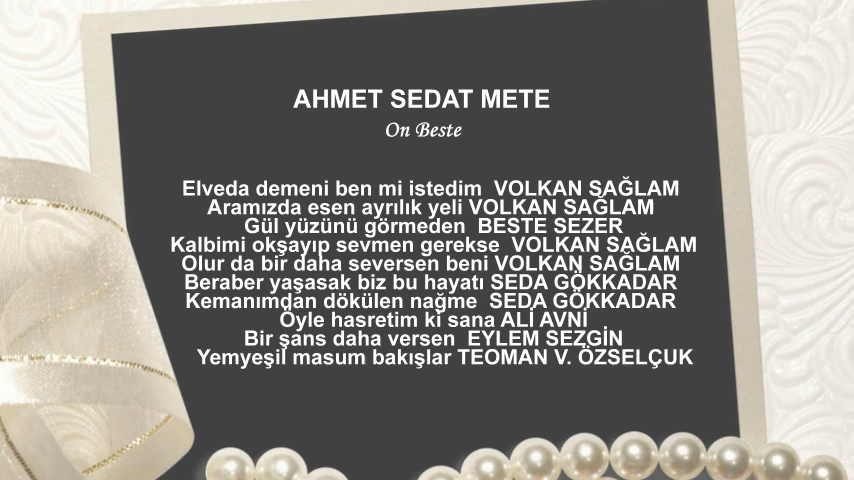 AHMET SEDAT METE
On Beste
Elveda demeni ben mi istedim VOLKAN SAĞLAM
Aramızda esen ayrılık yeli VOLKAN SAĞLAM
Gül yüzünü görmeden BESTE SEZER
Kalbimi okşayıp sevmen gerekse VOLKAN SAĞLAM
Olur da bir daha seversen beni VOLKAN SAĞLAM
Beraber yaşasak biz bu hayatı SEDA GÖKKADAR
Kemanımdan dökülen nağme SEDA GÖKKADAR
Öyle hasretim ki sana ALİ AVNİ
Bir şans daha versen EYLEM SEZGİN
Yemyeşil masum bakışlar TEOMAN V. ÖZSELÇUK